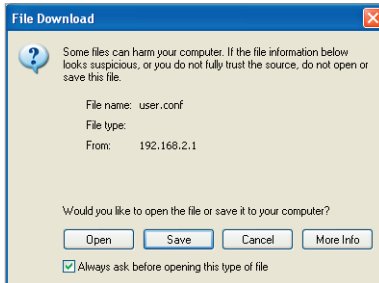 File Download
Some files can harm your computer. If the file information below
looks suspicious, or you do not fully trust the source, do not open or
save this file.
File name: user.conf
File type:
From: 192.168.2.1
Would you like to open the file or save it to your computer?
Open Save Cancel More Info
Always ask before opening this type of file